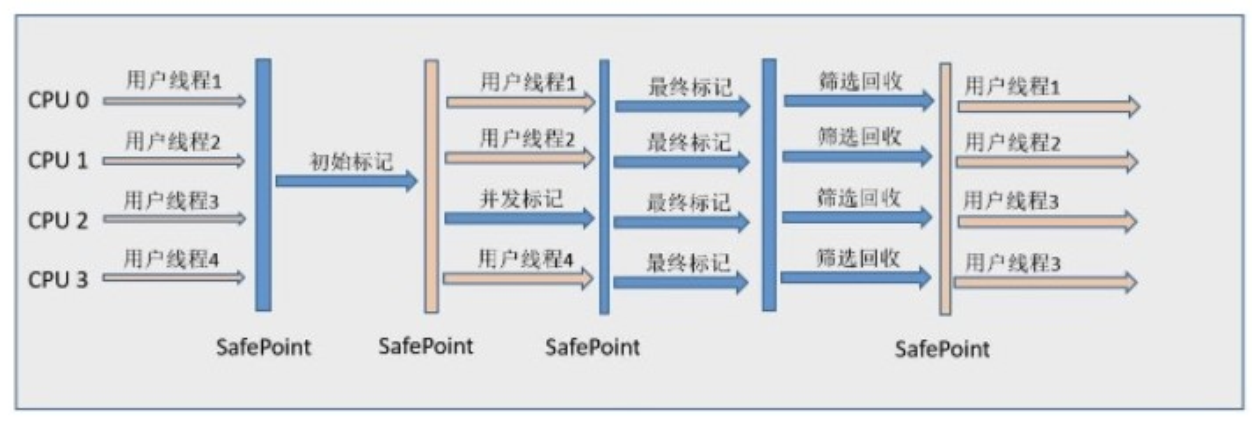 用户线程1 用户线程1 最终标记 筛选回收 用户线程1
CPU 0
用户线程2 用户线程2 最终标记 筛选回收 用户线程2
CPU 1 初始标记
用户线程3 并发标记 最终标记 筛选回收 用户线程3
CPU 2
用户线程4 用户线程4 最终标记 筛选回收 用户线程3
CPU 3
SafePoint SafePoint SafePoint SafePoint